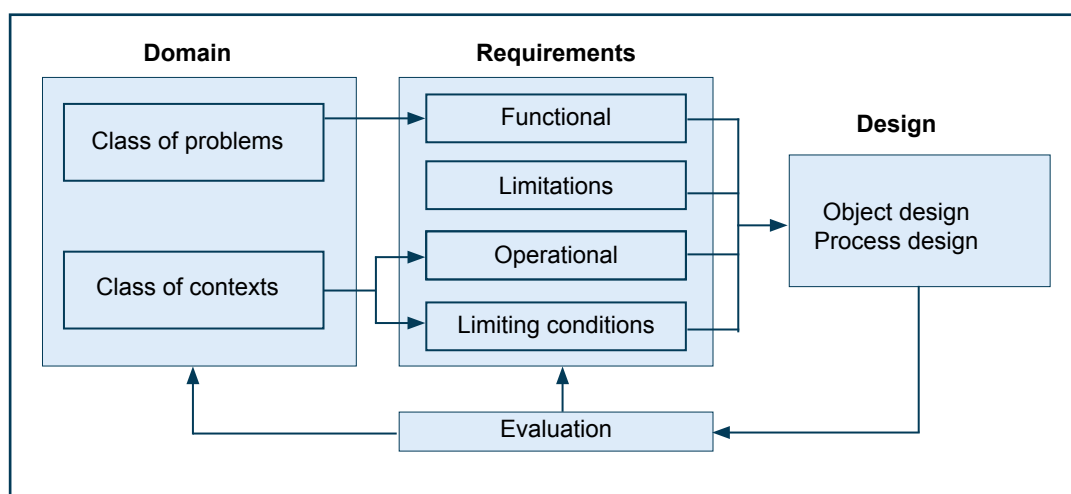 Domain
Class of problems
Class of contexts
Requirements
Functional
Limitations
Operational
Limiting conditions
Design
Object design
Process design
Evaluation